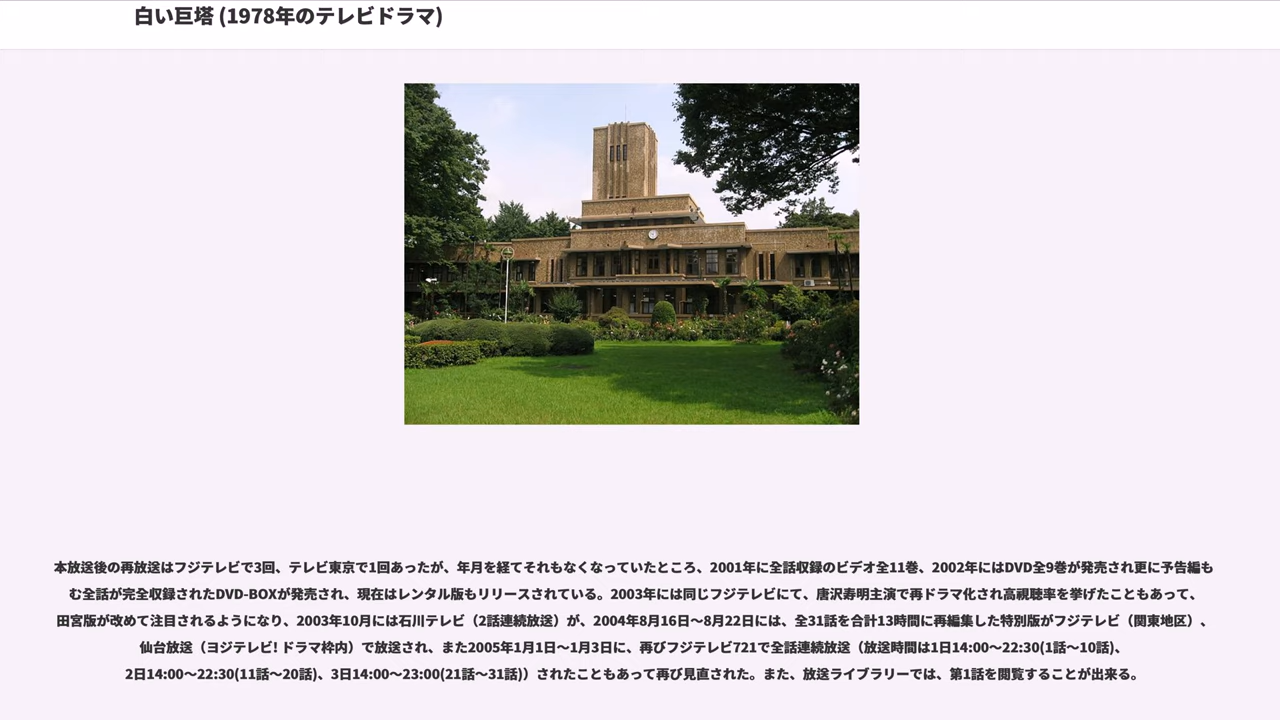 白い巨塔 (1978年のテレビドラマ)
本放送後の再放送はフジテレビで3回、テレビ東京で1回あったが、年月を経てそれもなくなっていたところ、2001年に全話収録のビデオ全11巻、2002年にはDVD全9巻が発売され更に予告編も
む全話が完全収録されたDVD-BOXが発売され、現在はレンタル版もリリースされている。2003年には同じフジテレビにて、唐沢寿明主演で再ドラマ化され高視聴率を挙げたこともあって、
田宮版が改めて注目されるようになり、2003年10月には石川テレビ（2話連続放送）が、2004年8月16日〜8月22日には、全31話を合計13時間に再編集した特別版がフジテレビ（関東地区）、
仙台放送（ヨジテレビ! ドラマ枠内）で放送され、また2005年1月1日〜1月3日に、再びフジテレビ721で全話連続放送（放送時間は1日14:00〜22:30(1話〜10話)、
2日14:00〜22:30(11話〜20話)、3日14:00〜23:00(21話〜31話)）されたこともあって再び見直された。また、放送ライブラリーでは、第1話を閲覧することが出来る。